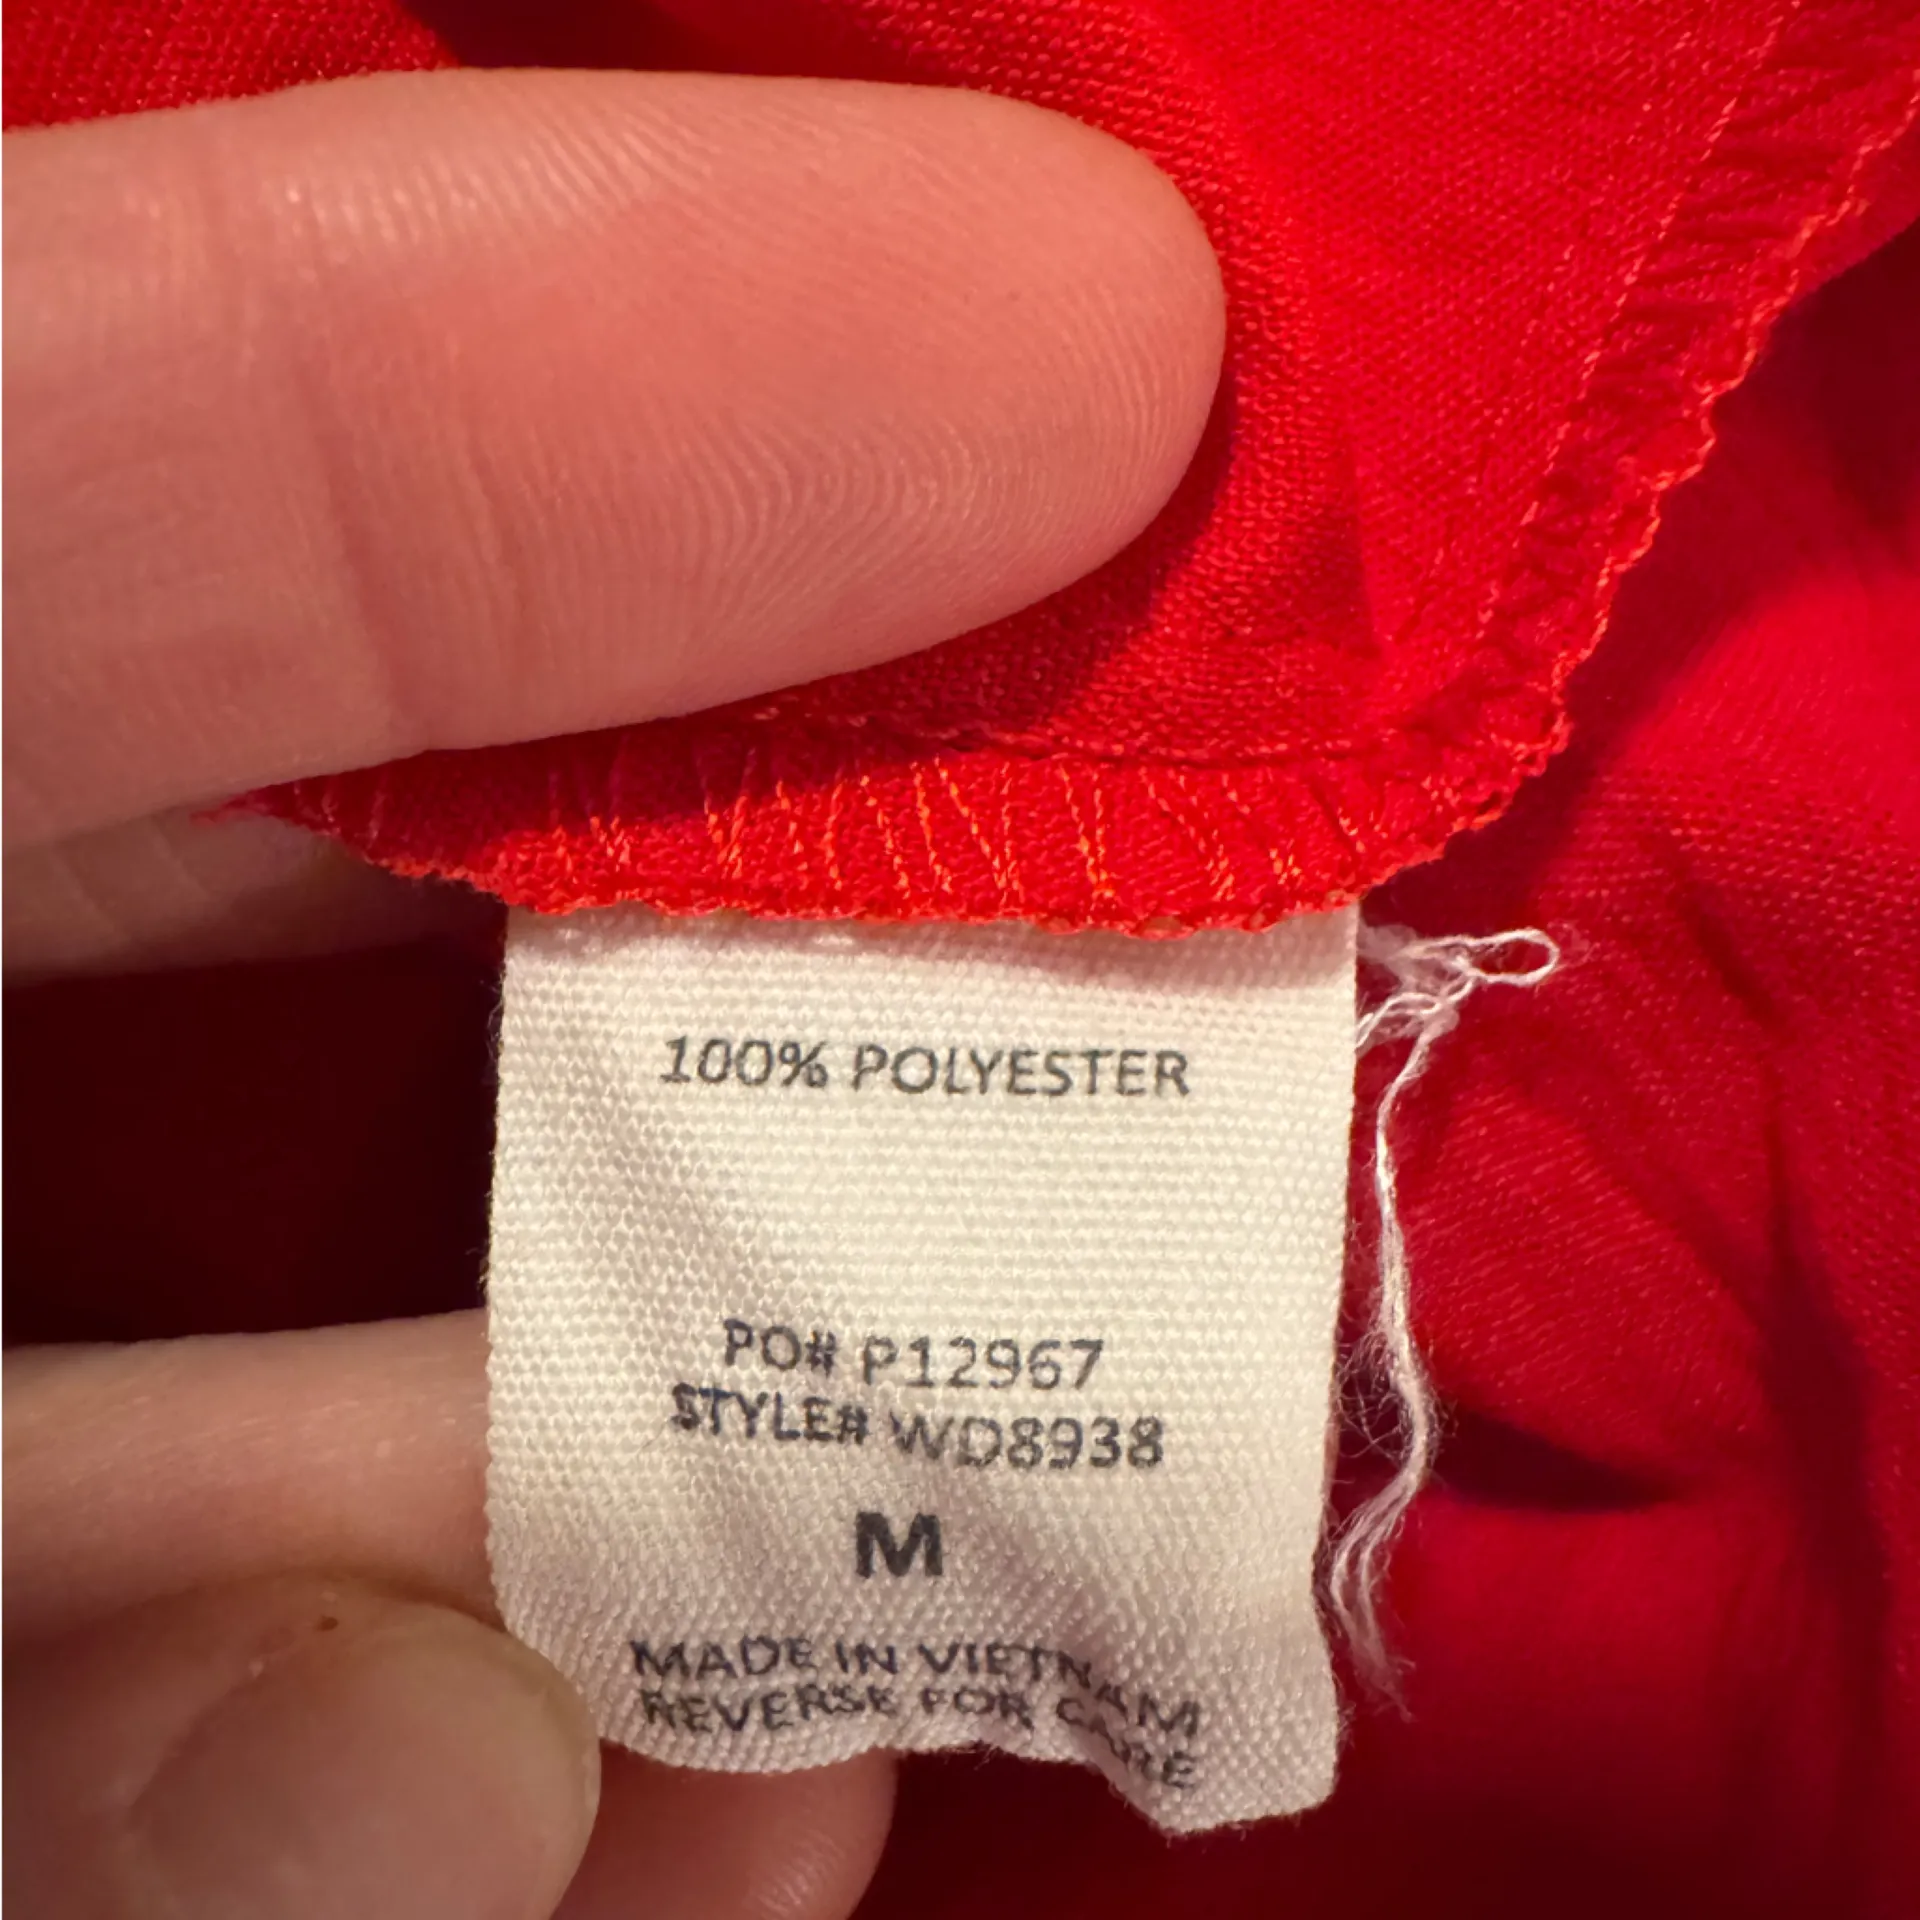 100% POLYESTER
PO# P12967
STYLE# WD8938
M
MADE IN VIETNAM
REVERSE FOR CARE